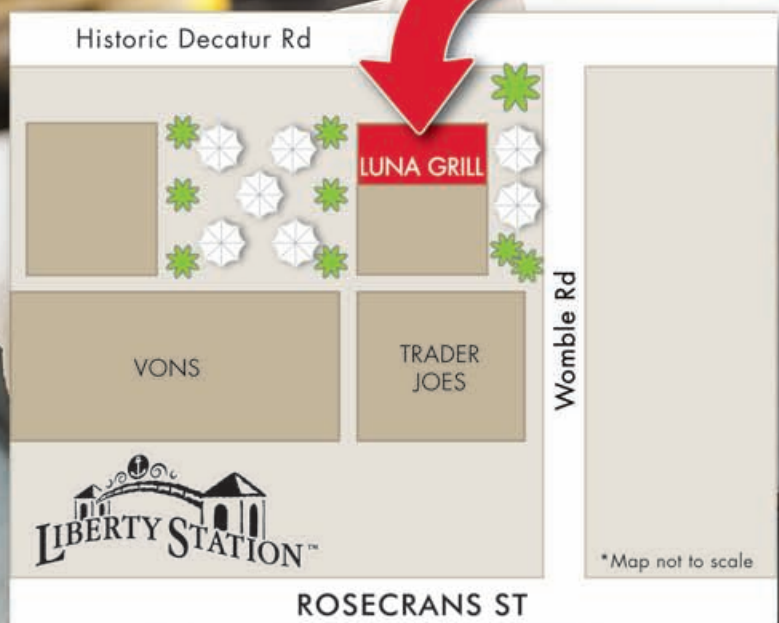 Historic Decatur Rd
LUNA GRILL
VONS
TRADER
JOES
Womble Rd
LIBERTY STATION™
*Map not to scale
ROSECRANS ST